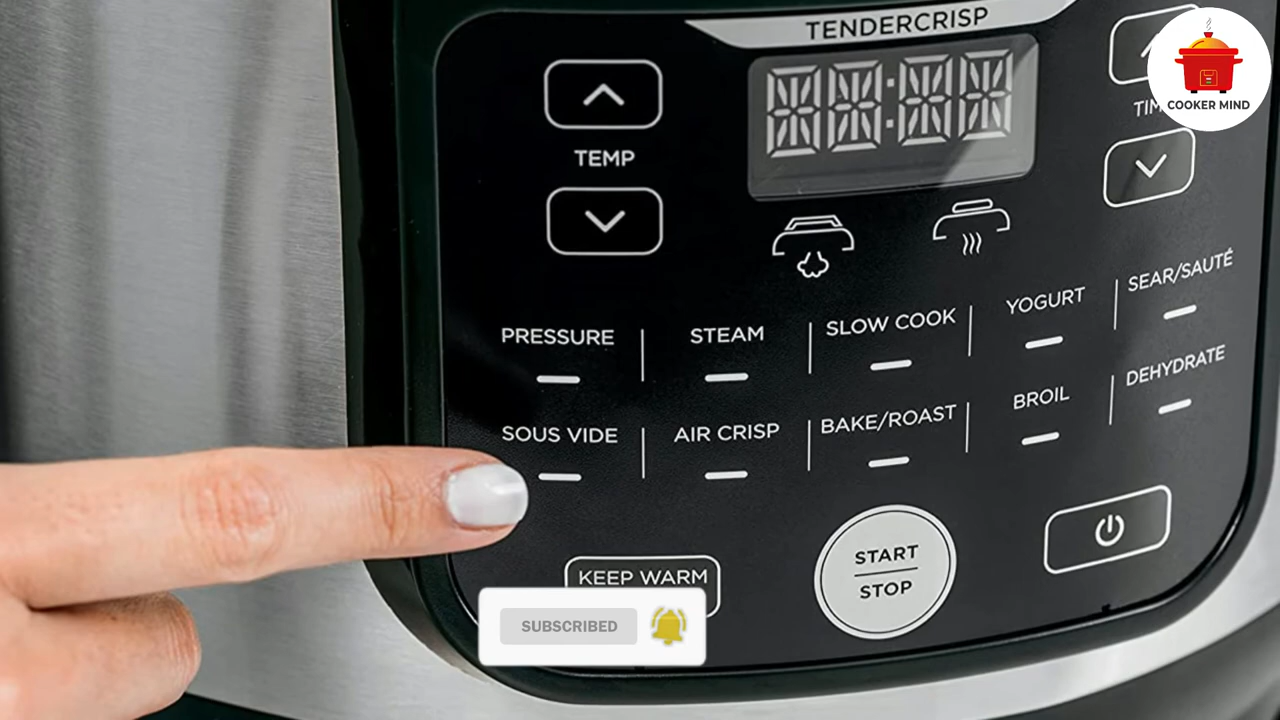 TENDERCRISP
TEMP
COOKER MIND
PRESSURE
STEAM
SLOW COOK
YOGURT
SEAR/SAUTÉ
SOUS VIDE
AIR CRISP
BAKE/ROAST
BROIL
DEHYDRATE
KEEP WARM
START
STOP
SUBSCRIBED